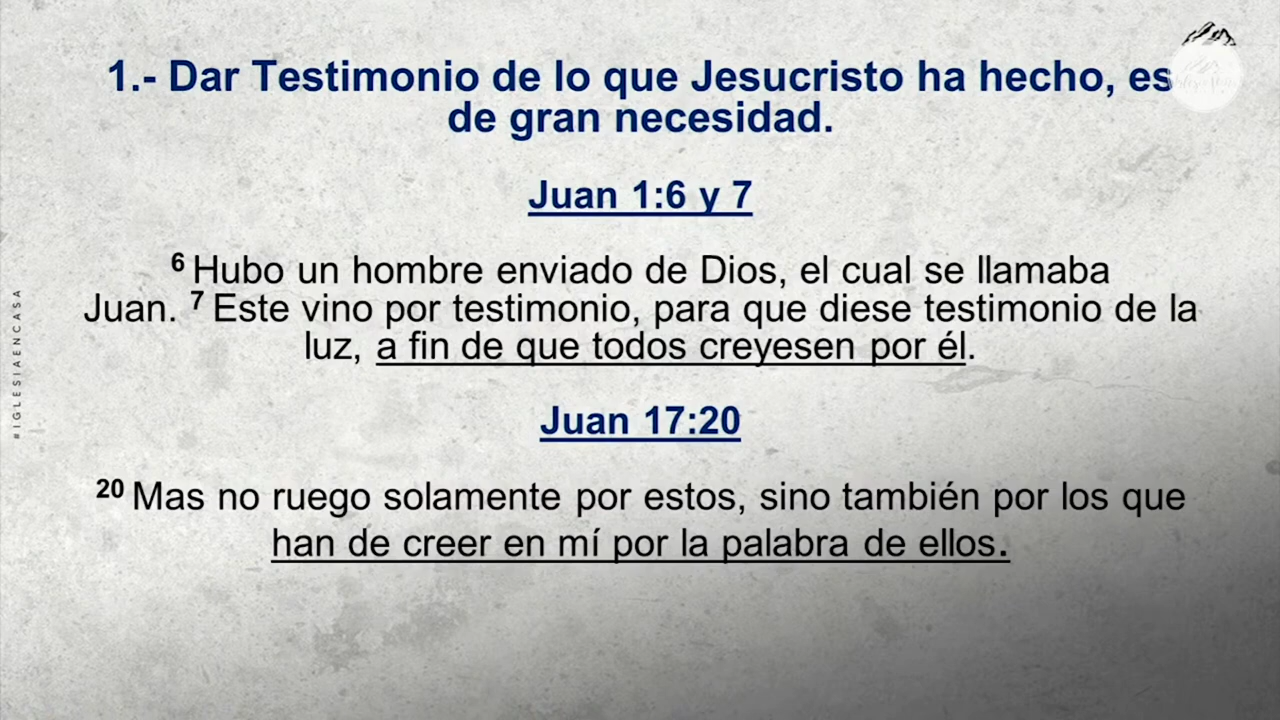 1.- Dar Testimonio de lo que Jesucristo ha hecho, es
de gran necesidad.
Juan 1:6 y 7
6 Hubo un hombre enviado de Dios, el cual se llamaba
Juan. 7 Este vino por testimonio, para que diese testimonio de la
luz, a fin de que todos creyesen por él.
Juan 17:20
20 Mas no ruego solamente por estos, sino también por los que
han de creer en mí por la palabra de ellos.
#IGLESIAENCASA